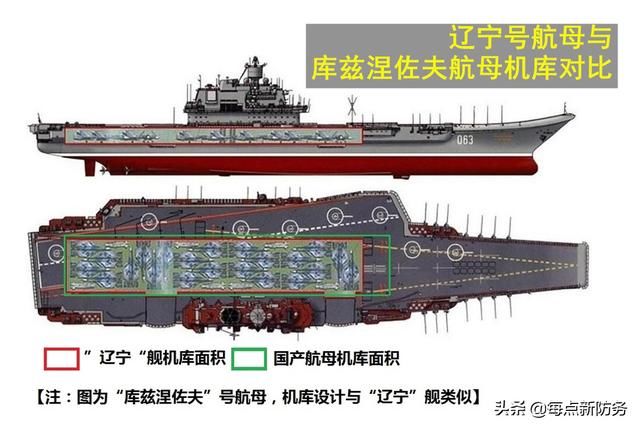 辽宁号航母与
库兹涅佐夫航母机库对比
063
”辽宁“舰机库面积
国产航母机库面积
【注：图为“库兹涅佐夫”号航母，机库设计与“辽宁”舰类似】
头条@每点新防务